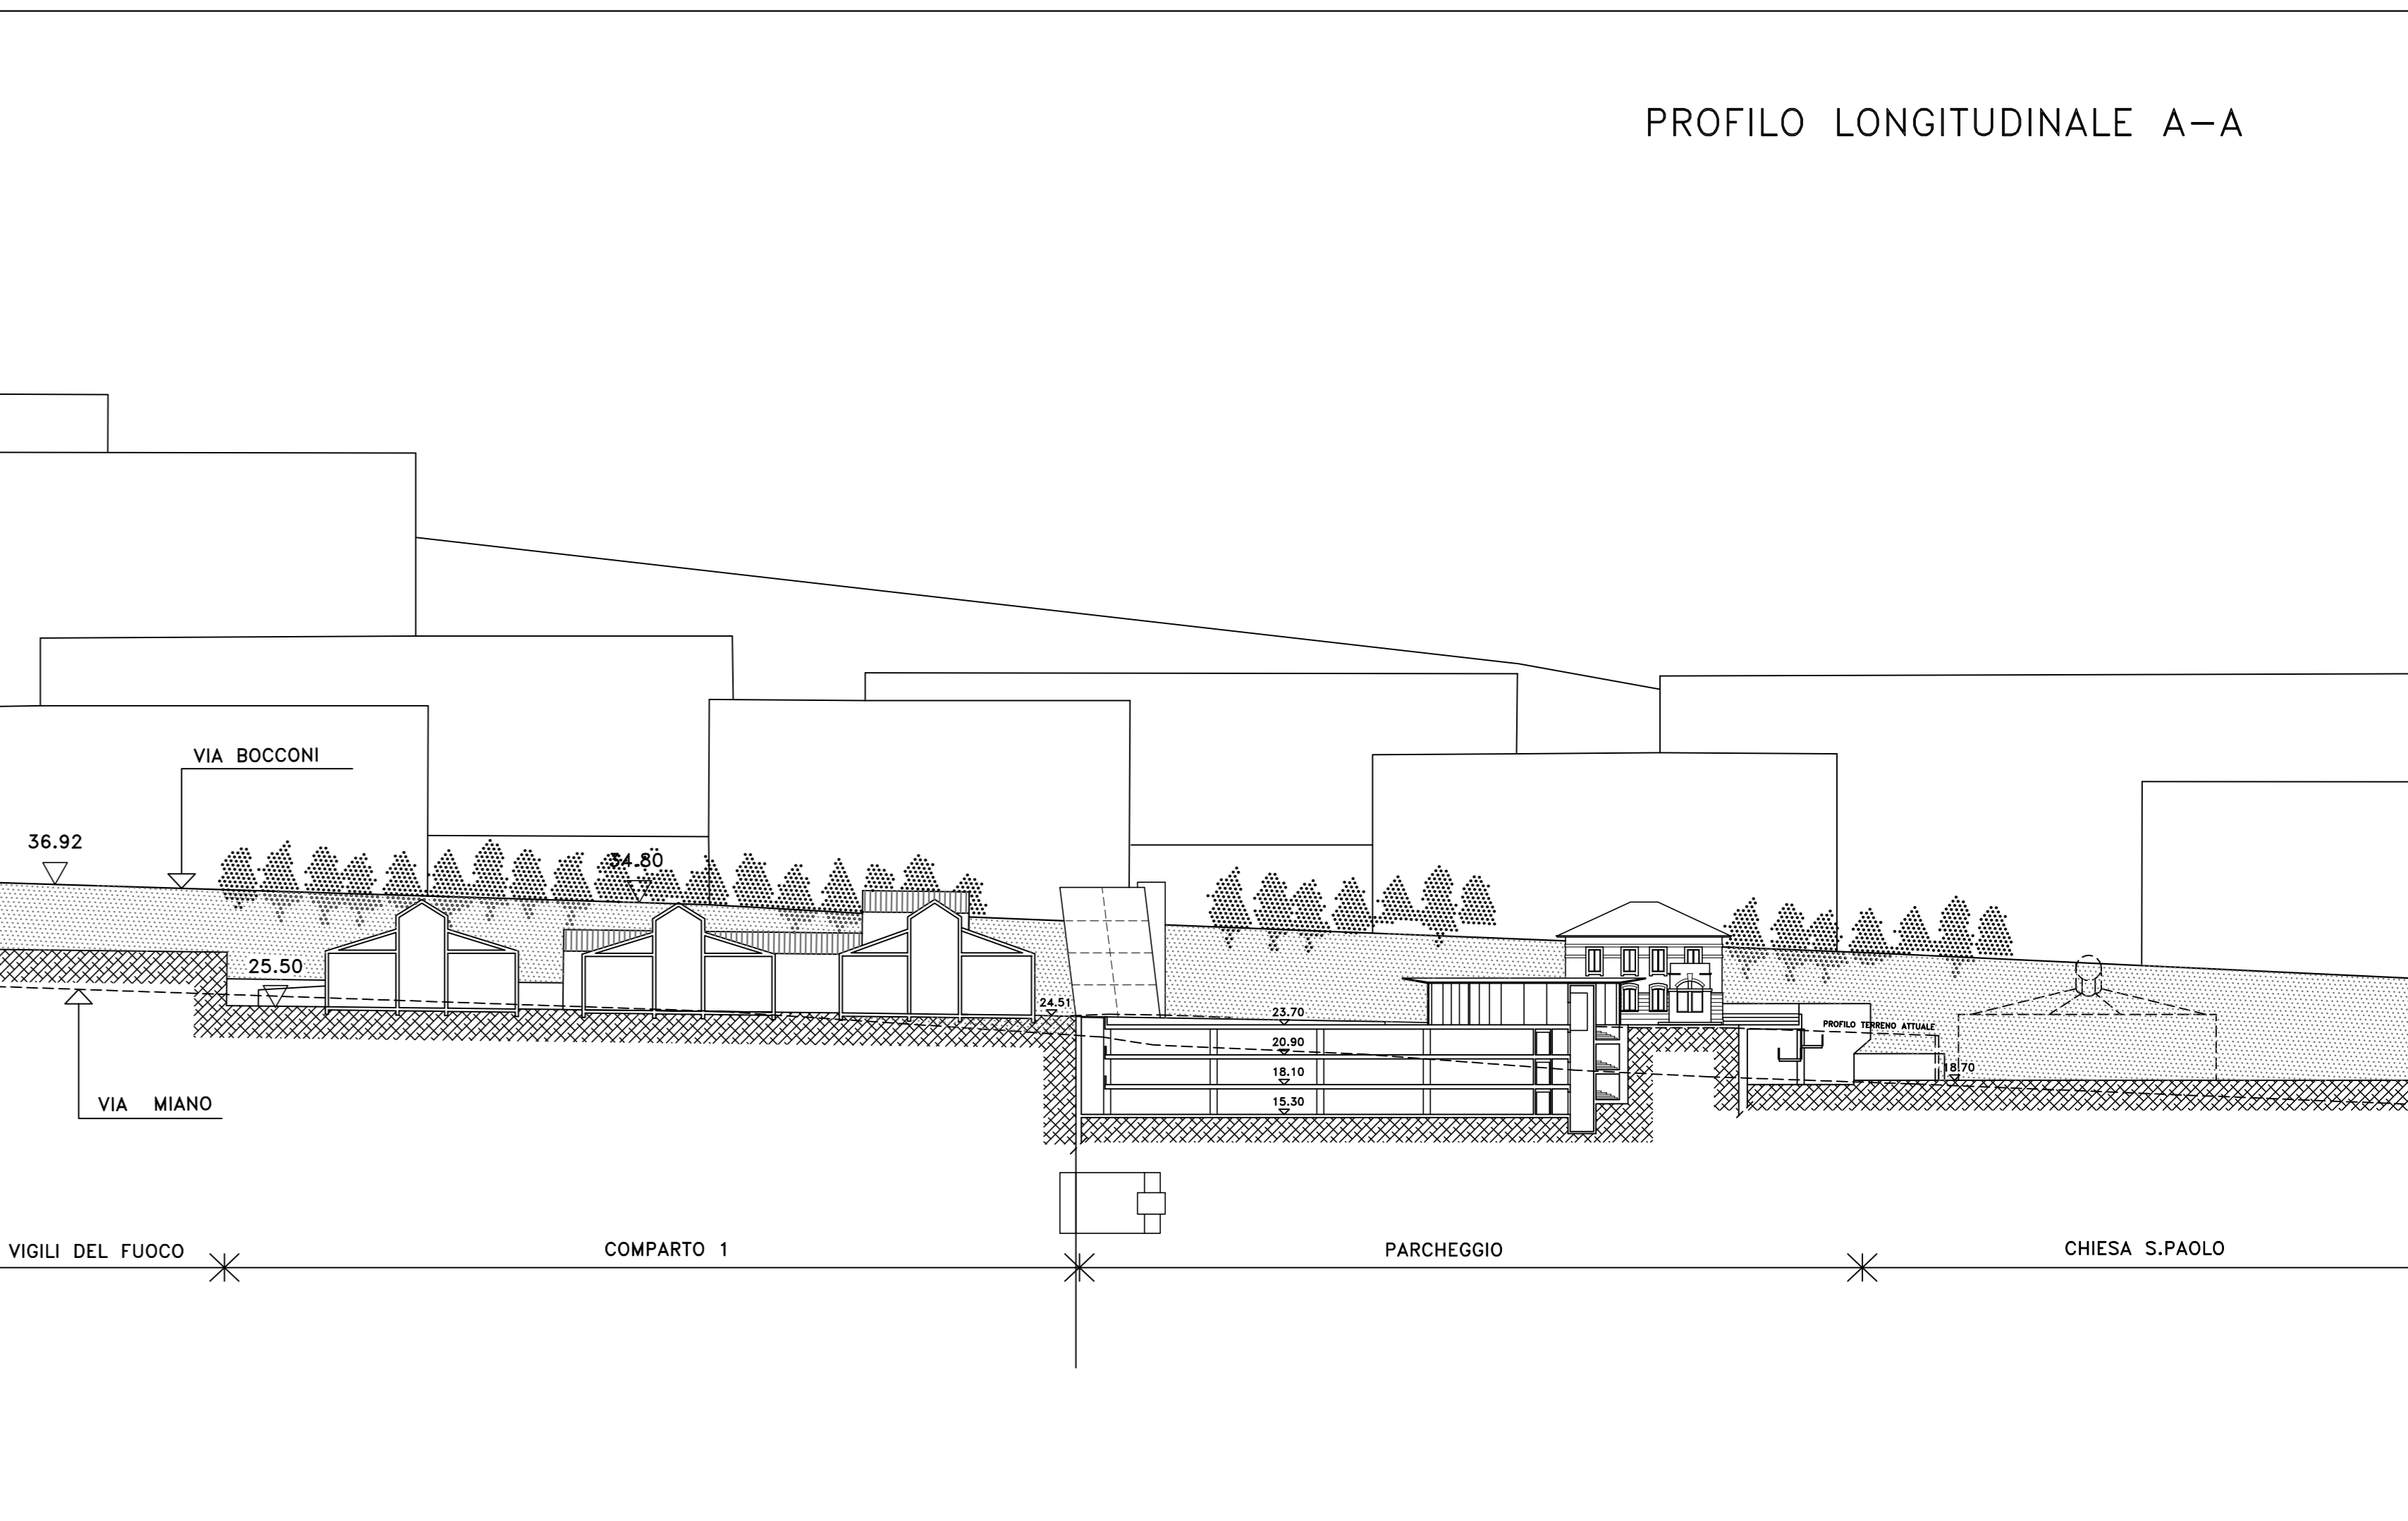 PROFILO LONGITUDINALE A-A
VIA BOCCONI
36.92
34.80
25.50
24.51
23.70
PROFILO TERRENO ATTUALE
20.90
18.10
18.70
15.30
VIA MIANO
VIGILI DEL FUOCO
COMPARTO 1
PARCHEGGIO
CHIESA S.PAOLO